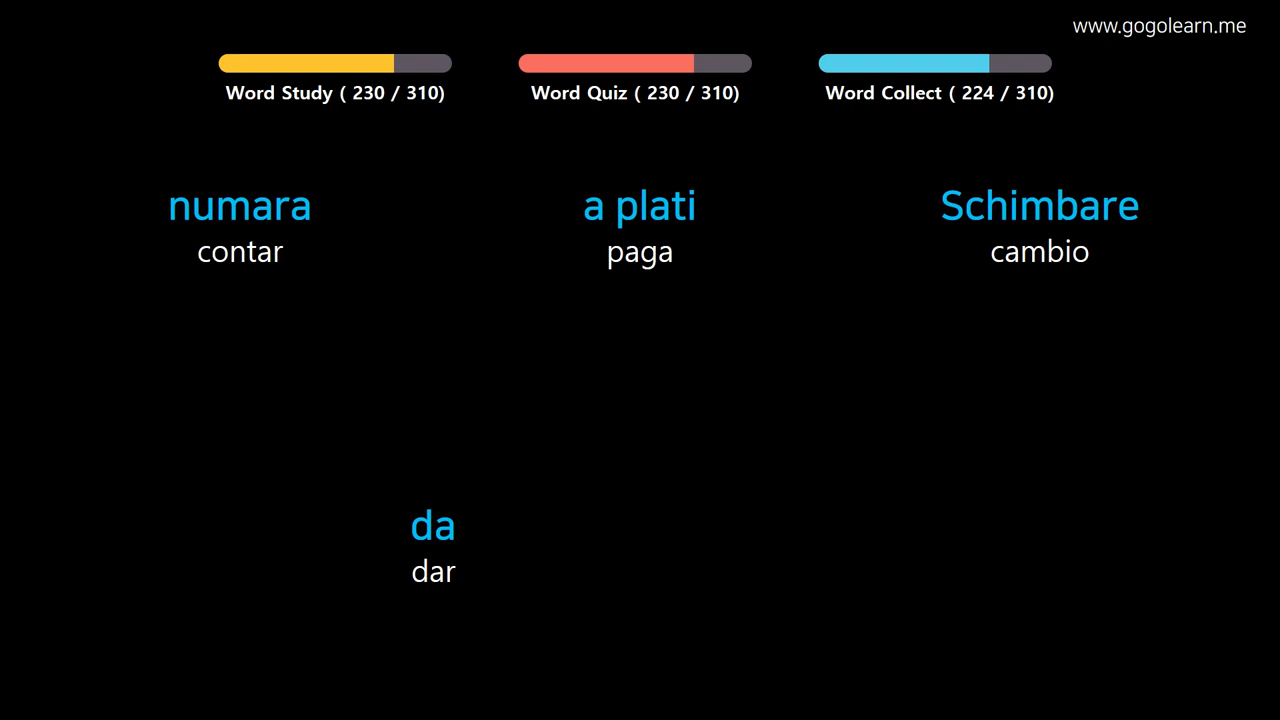 www.gogolearn.me
Word Study ( 230 / 310)
Word Quiz ( 230 / 310)
Word Collect ( 224 / 310)
numara
contar
a plati
paga
Schimbare
cambio
da
dar